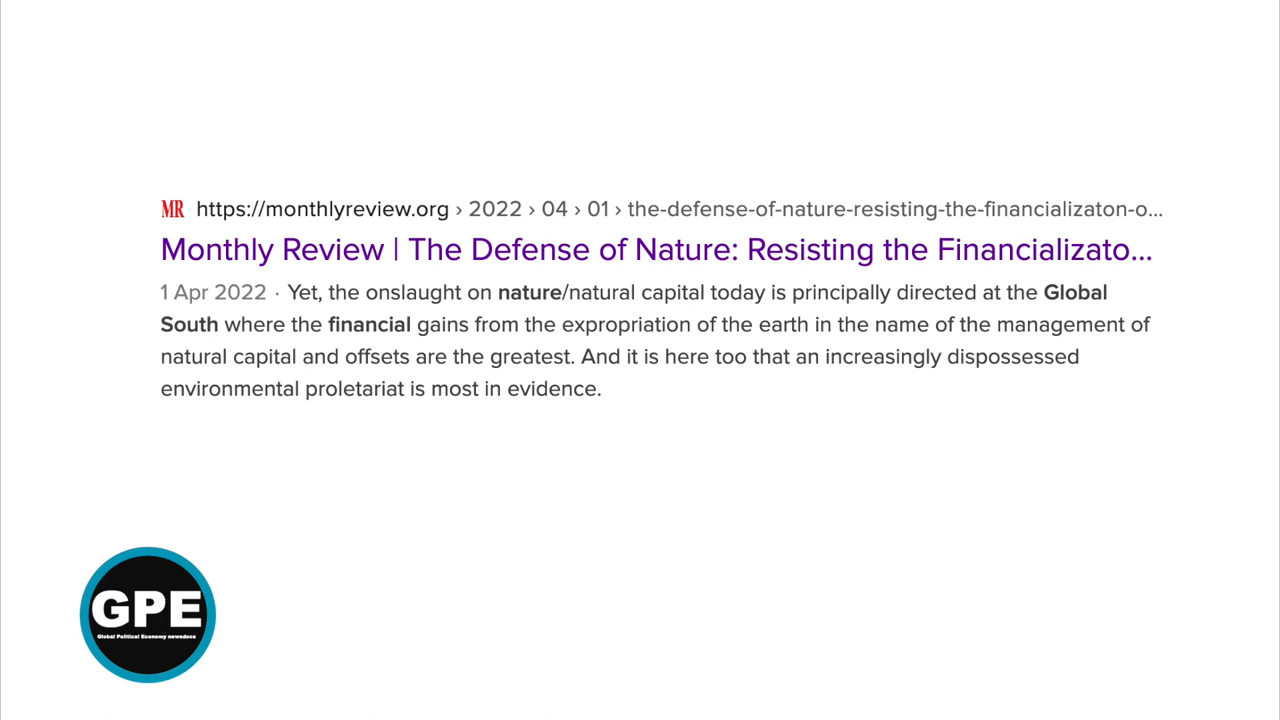 MR https://monthlyreview.org › 2022 › 04 › 01 › the-defense-of-nature-resisting-the-financializaton-o...
Monthly Review | The Defense of Nature: Resisting the Financializato...
1 Apr 2022 · Yet, the onslaught on nature/natural capital today is principally directed at the Global
South where the financial gains from the expropriation of the earth in the name of the management of
natural capital and offsets are the greatest. And it is here too that an increasingly dispossessed
environmental proletariat is most in evidence.
GPE
Global Political Economy newsdocs